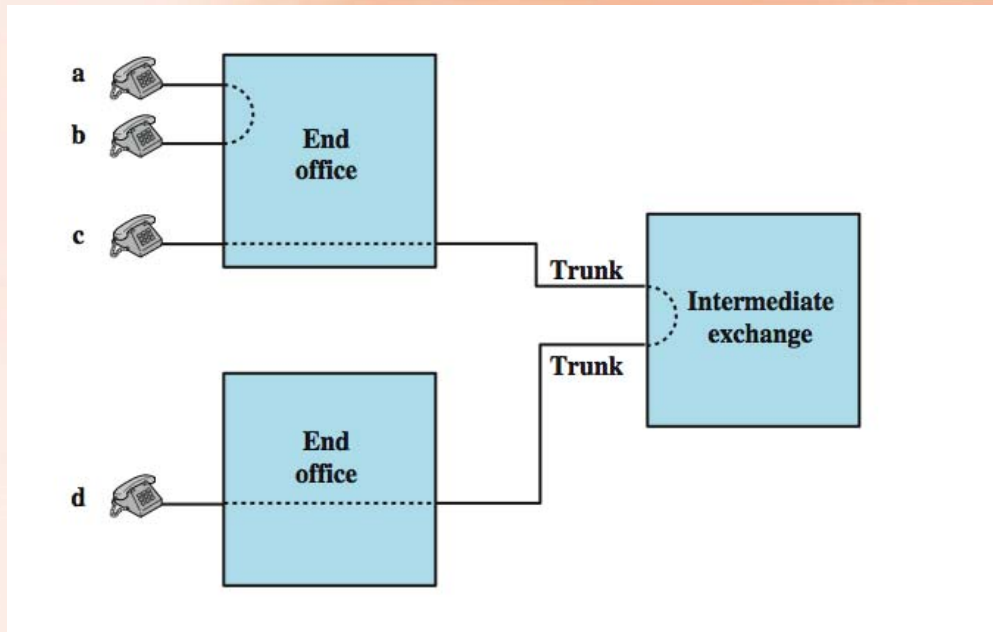 a
b
End
office
c
Trunk
Intermediate
exchange
Trunk
End
office
d